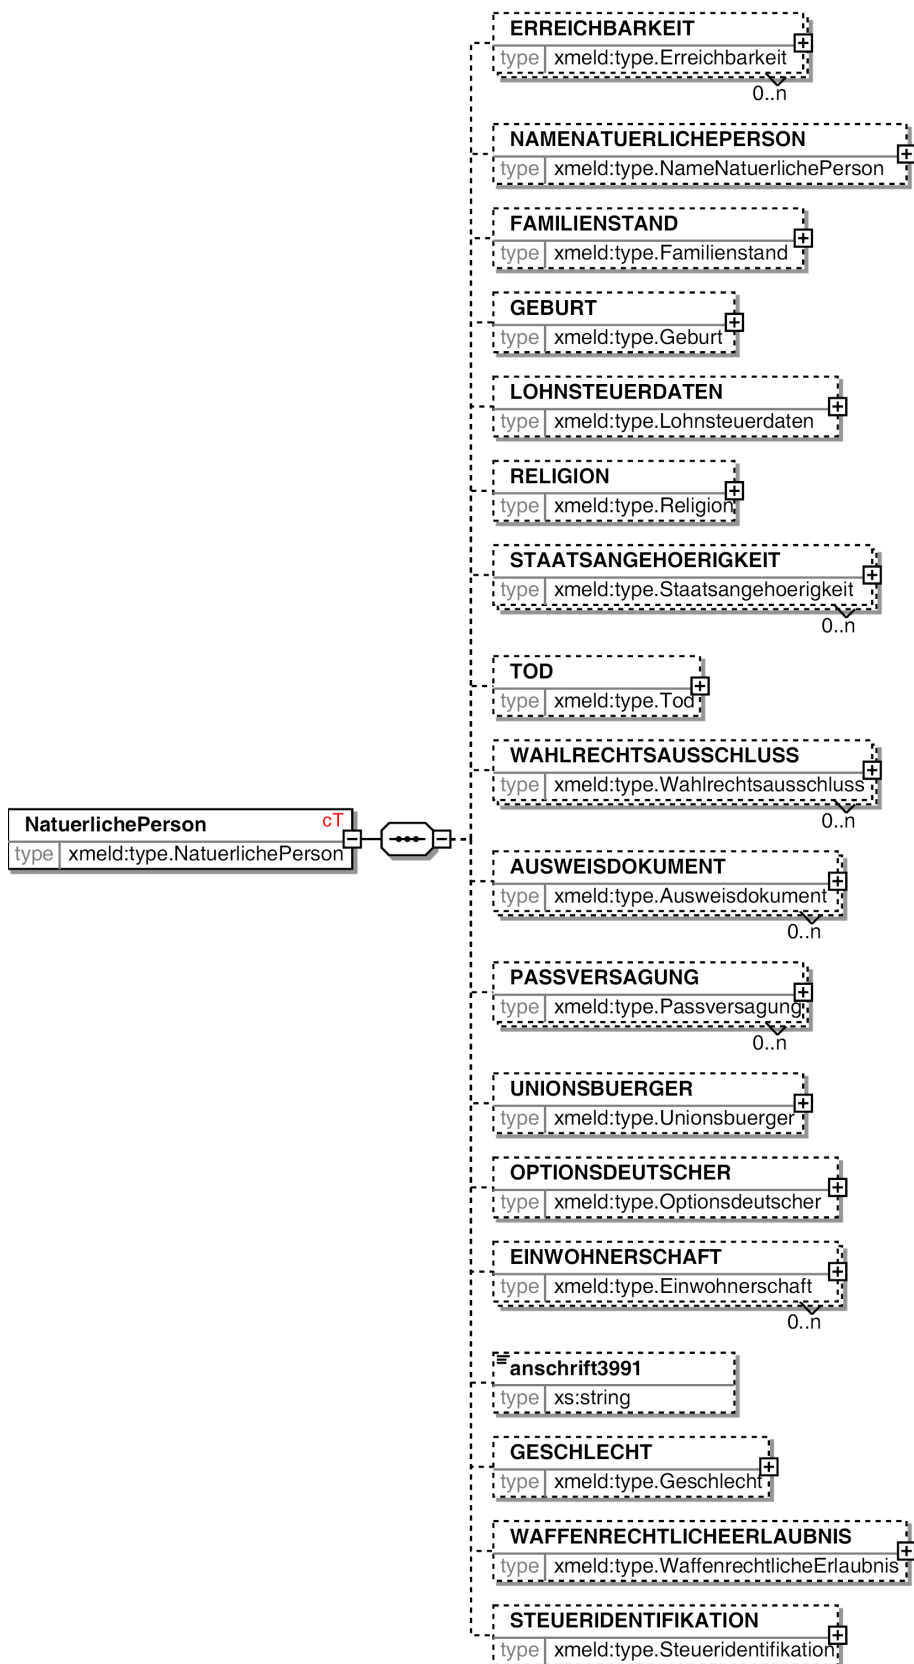 ERREICHBARKEIT
type xmeld:type.Erreichbarkeit
0..n
NAMENATUERLICHEPERSON
type xmeld:type.NameNatuerlichePerson
FAMILIENSTAND
type xmeld:type.Familienstand
GEBURT
type xmeld:type.Geburt
LOHNSTEUERDATEN
type xmeld:type.Lohnsteuerdaten
RELIGION
type xmeld:type.Religion
STAATSANGEHOERIGKEIT
type xmeld:type.Staatsangehoerigkeit
0..n
TOD
type xmeld:type.Tod
WAHLRECHTSAUSSCHLUSS
type xmeld:type.Wahlrechtsausschluss
0..n
NatuerlichePerson cT
type xmeld:type.NatuerlichePerson
AUSWEISDOKUMENT
type xmeld:type.Ausweisdokument
0..n
PASSVERSAGUNG
type xmeld:type.Passversagung
0..n
UNIONSBUERGER
type xmeld:type.Unionsbuerger
OPTIONSDEUTSCHER
type xmeld:type.Optionsdeutscher
EINWOHNERSCHAFT
type xmeld:type.Einwohnerschaft
0..n
anschrift3991
type xs:string
GESCHLECHT
type xmeld:type.Geschlecht
WAFFENRECHTLICHEERLAUBNIS
type xmeld:type.WaffenrechtlicheErlaubnis
STEUERIDENTIFIKATION
type xmeld:type.Steueridentifikation